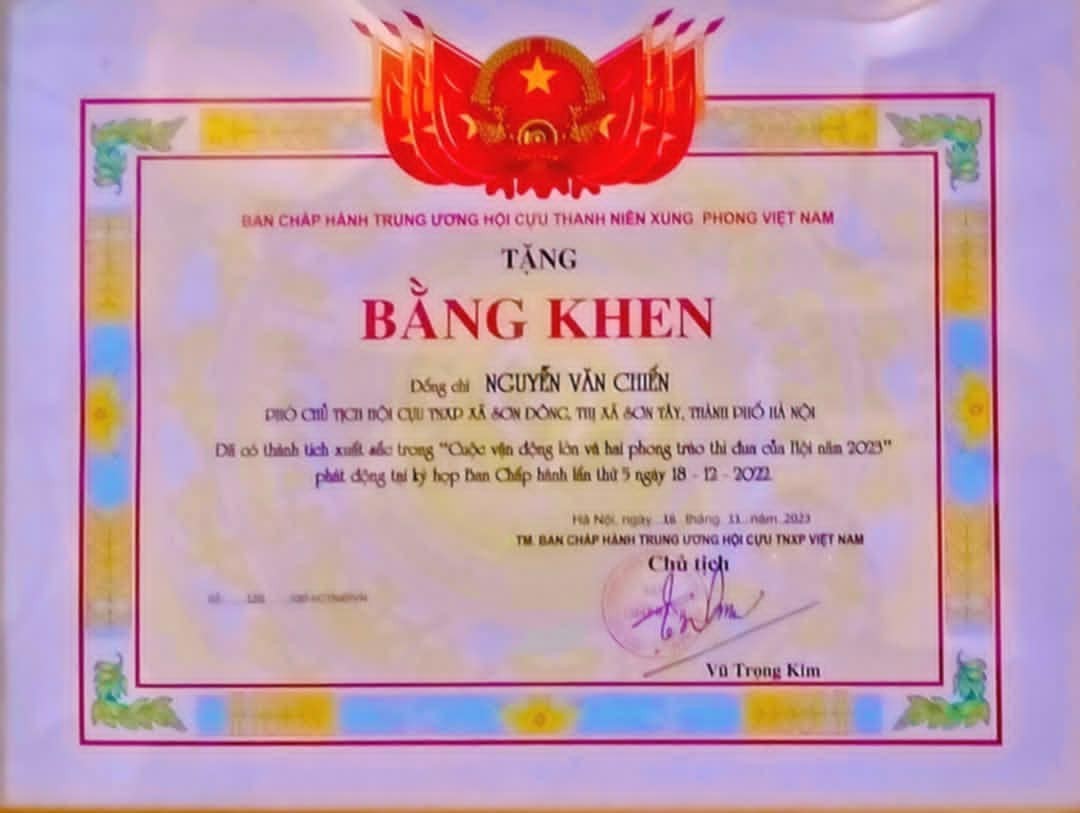 BAN CHẤP HÀNH TRUNG ƯƠNG HỘI CỰU THANH NIÊN XUNG PHONG VIỆT NAM
TẶNG
BẰNG KHEN
Đồng chí NGUYỄN VĂN CHIẾN
PHÓ CHỦ TỊCH HỘI CỰU TNXP XÃ SƠN ĐÔNG, THỊ XÃ SƠN TÂY, THÀNH PHỐ HÀ NỘI
Đã có thành tích xuất sắc trong "Cuộc vận động lớn và hai phong trào thi đua của Hội năm 2023"
phát động tại kỳ họp Ban Chấp hành lần thứ 5 ngày 18 - 12 - 2022
Hà Nội, ngày 16 tháng 11 năm 2023
TM. BAN CHẤP HÀNH TRUNG ƯƠNG HỘI CỰU TNXP VIỆT NAM
Chủ tịch
Vũ Trọng Kim